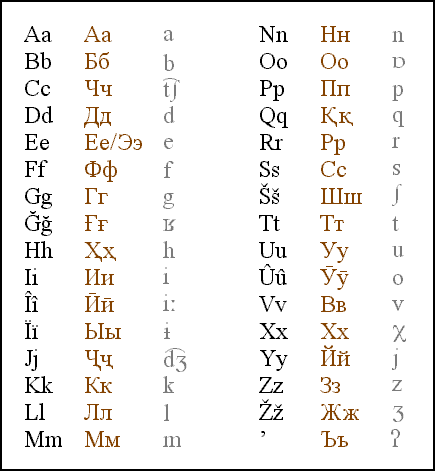 Aa Аа a
Bb Бб b
Cc Чч t͡ʃ
Dd Дд d
Ee Ее/Ээ e
Ff Фф f
Gg Гг g
Ğğ Ғғ ʁ
Hh Ҳҳ h
Ii Ии i
Îî Ӣӣ iː
Ïï Ыы ɨ
Jj Ҷҷ d͡ʒ
Kk Кк k
Ll Лл l
Mm Мм m
Nn Нн n
Oo Оо ɒ
Pp Пп p
Qq Ққ q
Rr Рр r
Ss Сс s
Šš Шш ʃ
Tt Тт t
Uu Уу u
Ûû Ӯӯ o
Vv Вв v
Xx Хх χ
Yy Йй j
Zz Зз z
Žž Жж ʒ
’ Ъъ ʔ